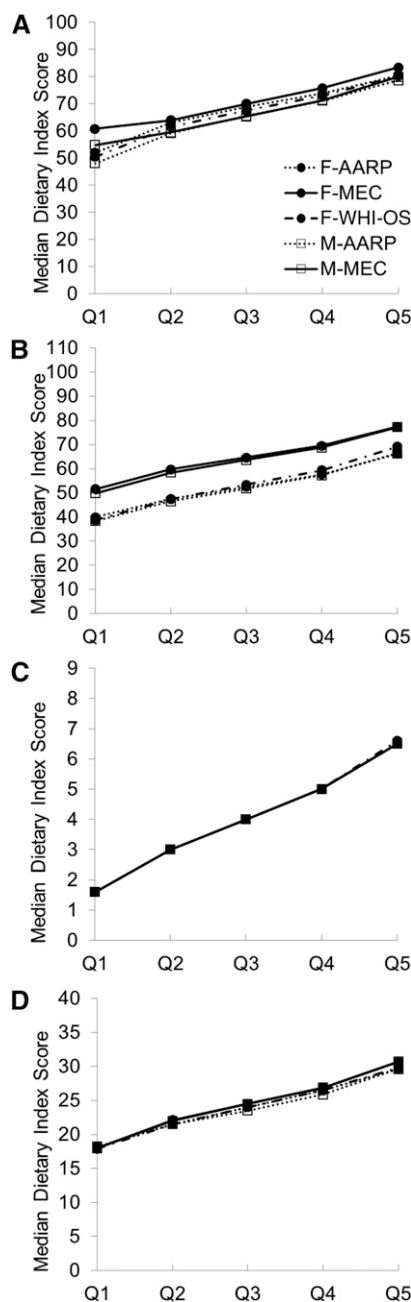 A
Median Dietary Index Score
100
90
80
70
60
50
40
30
20
10
0
F-AARP
F-MEC
F-WHI-OS
M-AARP
M-MEC
Q1 Q2 Q3 Q4 Q5
B
Median Dietary Index Score
110
100
90
80
70
60
50
40
30
20
10
0
Q1 Q2 Q3 Q4 Q5
C
Median Dietary Index Score
9
8
7
6
5
4
3
2
1
0
Q1 Q2 Q3 Q4 Q5
D
Median Dietary Index Score
40
35
30
25
20
15
10
5
0
Q1 Q2 Q3 Q4 Q5